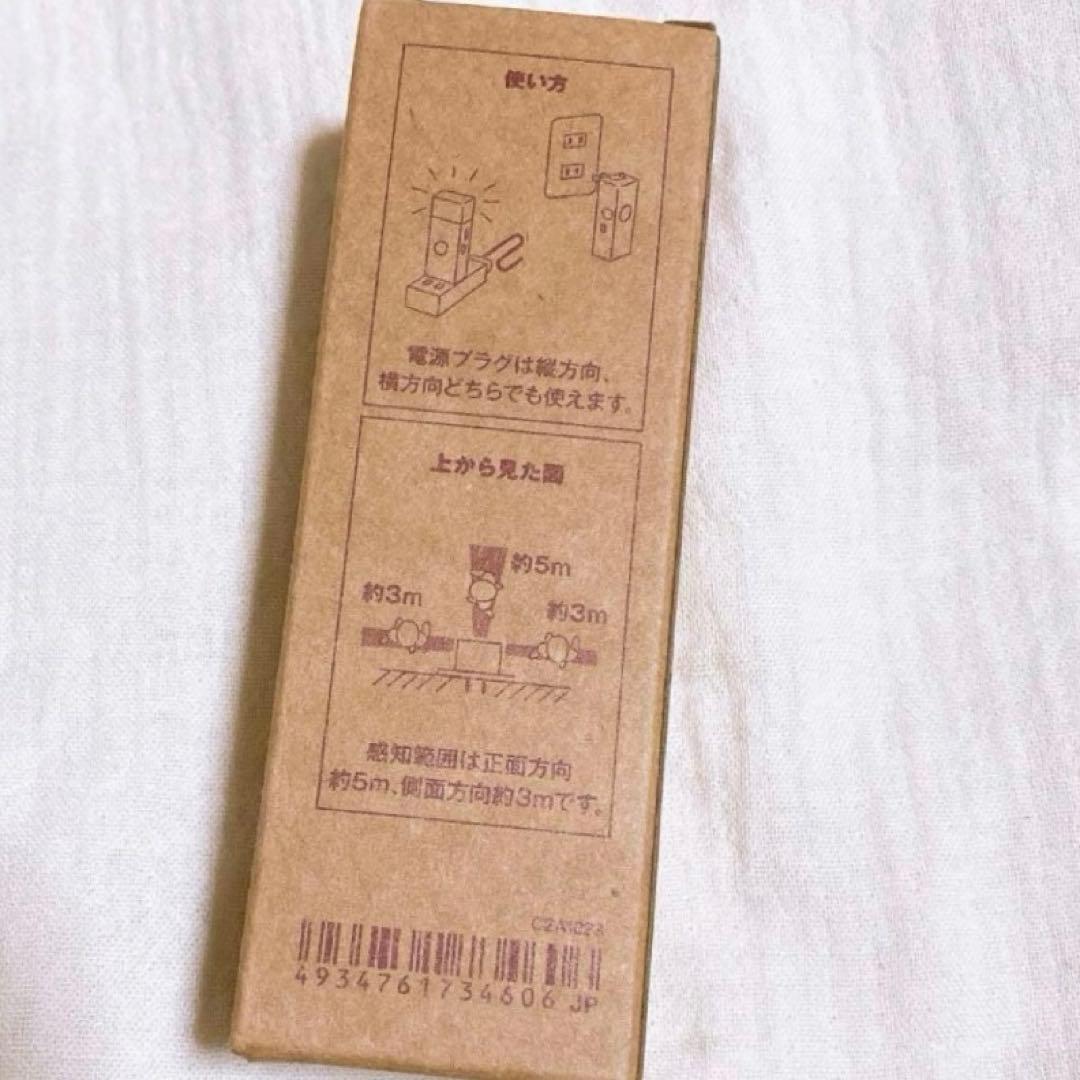 使い方
電源プラグは縦方向、
横方向どちらでも使えます。
上から見た図
約5m
約3m
約3m
感知範囲は正面方向
約5m、側面方向約3mです。
4934761734606 JP